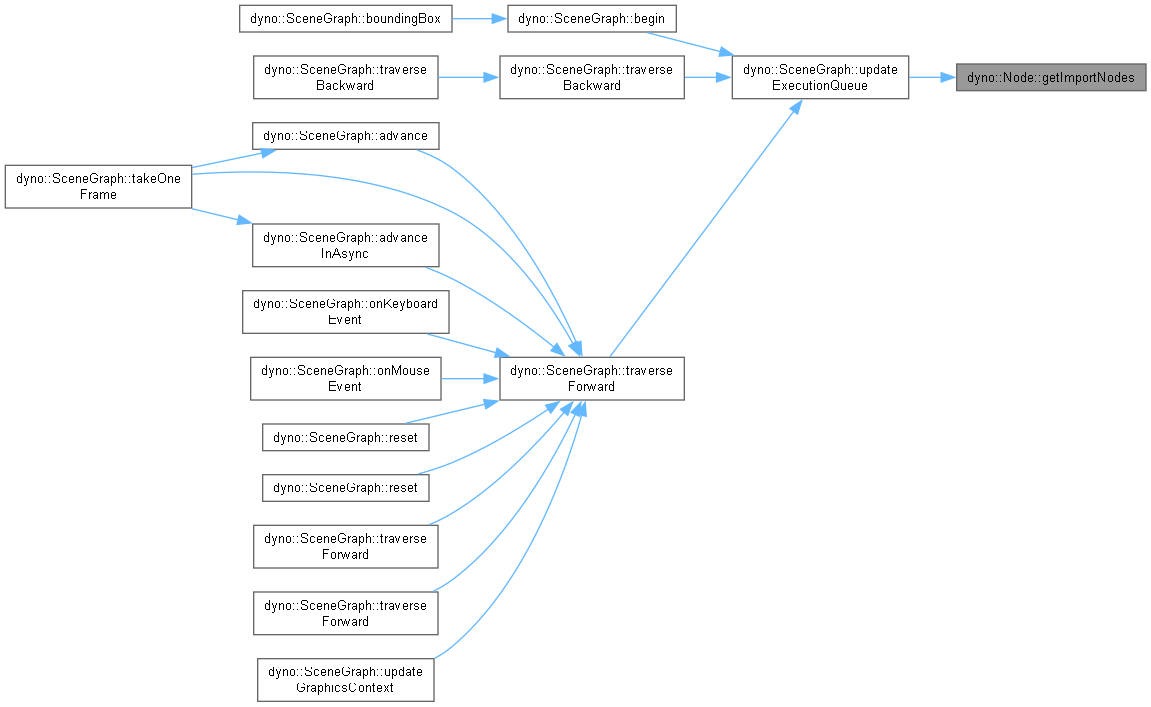 dyno::SceneGraph::boundingBox
dyno::SceneGraph::begin
dyno::SceneGraph::traverse
Backward
dyno::SceneGraph::traverse
Backward
dyno::SceneGraph::update
ExecutionQueue
dyno::Node::getImportNodes
dyno::SceneGraph::advance
dyno::SceneGraph::takeOne
Frame
dyno::SceneGraph::advance
InAsync
dyno::SceneGraph::onKeyboard
Event
dyno::SceneGraph::onMouse
Event
dyno::SceneGraph::traverse
Forward
dyno::SceneGraph::reset
dyno::SceneGraph::reset
dyno::SceneGraph::traverse
Forward
dyno::SceneGraph::traverse
Forward
dyno::SceneGraph::update
GraphicsContext